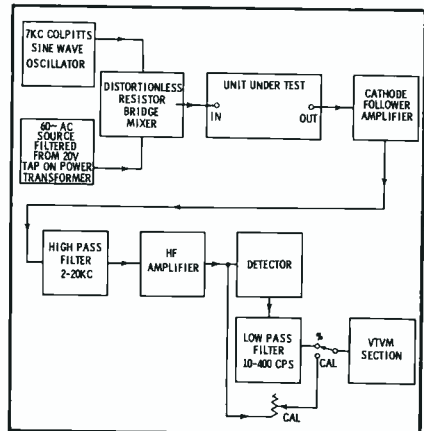 7KC COLPITTS
SINE WAVE
OSCILLATOR
60~ AC
SOURCE
FILTERED
FROM 20V
TAP ON POWER
TRANSFORMER
DISTORTIONLESS
RESISTOR
BRIDGE
MIXER
UNIT UNDER TEST
IN
OUT
CATHODE
FOLLOWER
AMPLIFIER
HIGH PASS
FILTER
2-20KC
HF
AMPLIFIER
DETECTOR
LOW PASS
FILTER
10-400 CPS
%
CAL
VTVM
SECTION
CAL